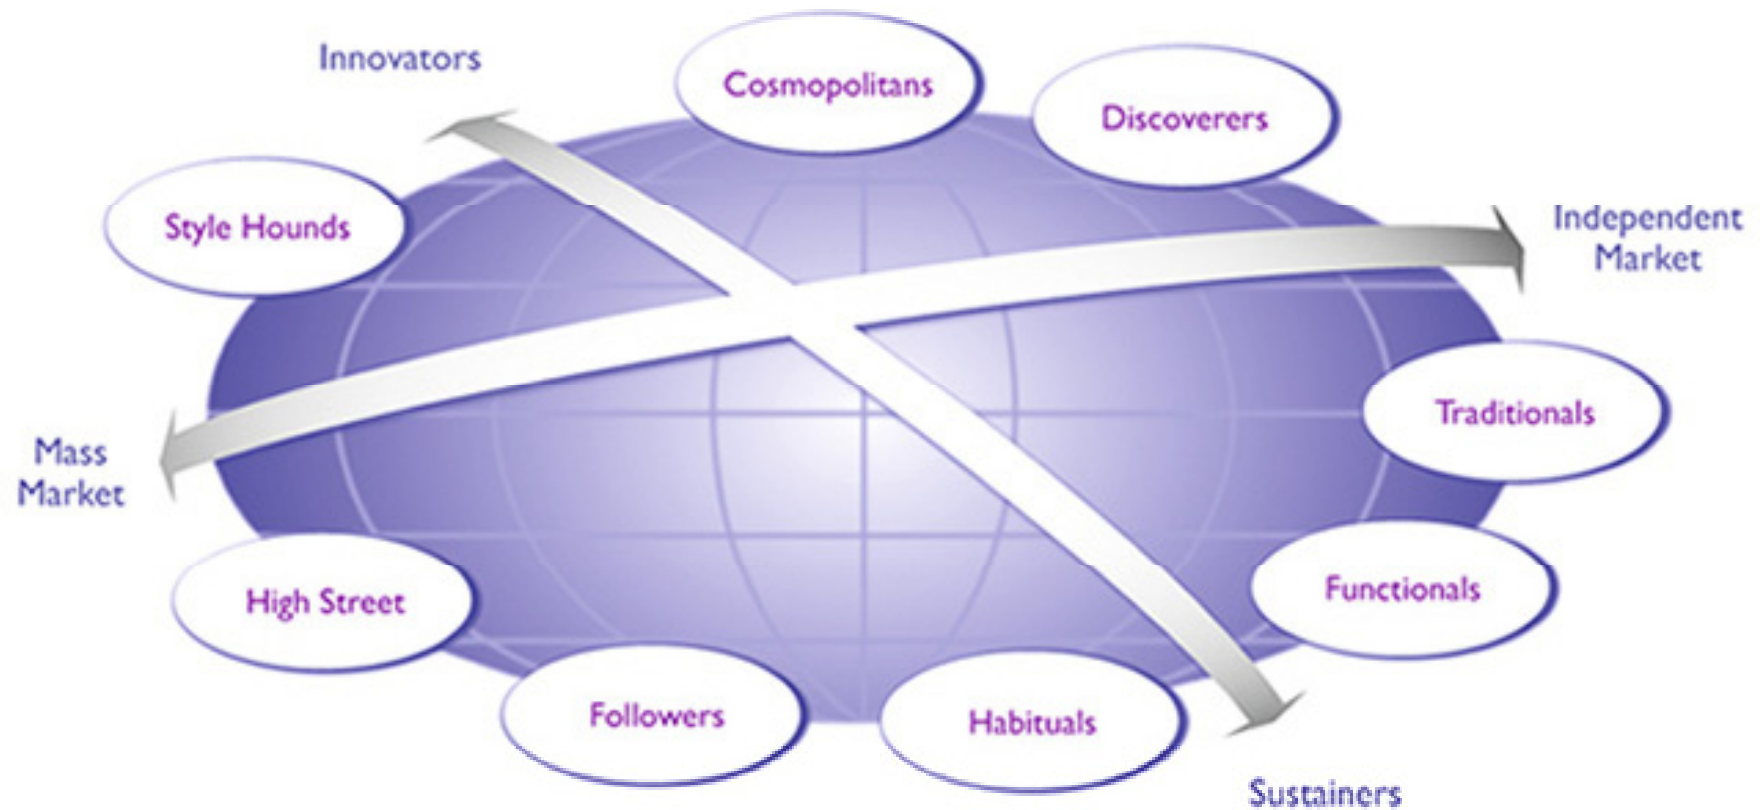 Innovators
Cosmopolitans
Discoverers
Style Hounds
Independent
Market
Traditionals
Mass
Market
Functionals
High Street
Followers
Habituals
Sustainers